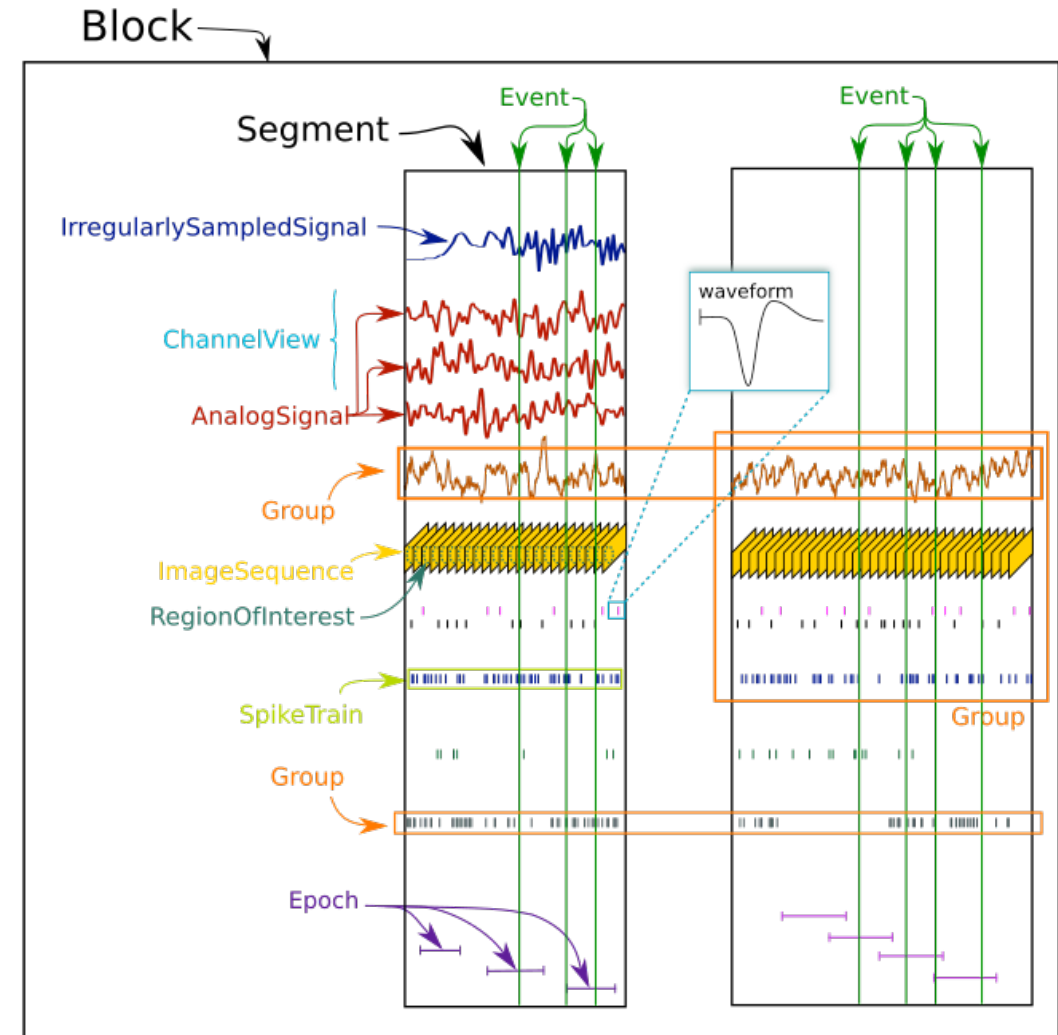 Block
Event
Event
Segment
IrregularlySampledSignal
waveform
ChannelView
AnalogSignal
Group
ImageSequence
RegionOfInterest
SpikeTrain
Group
Group
Epoch